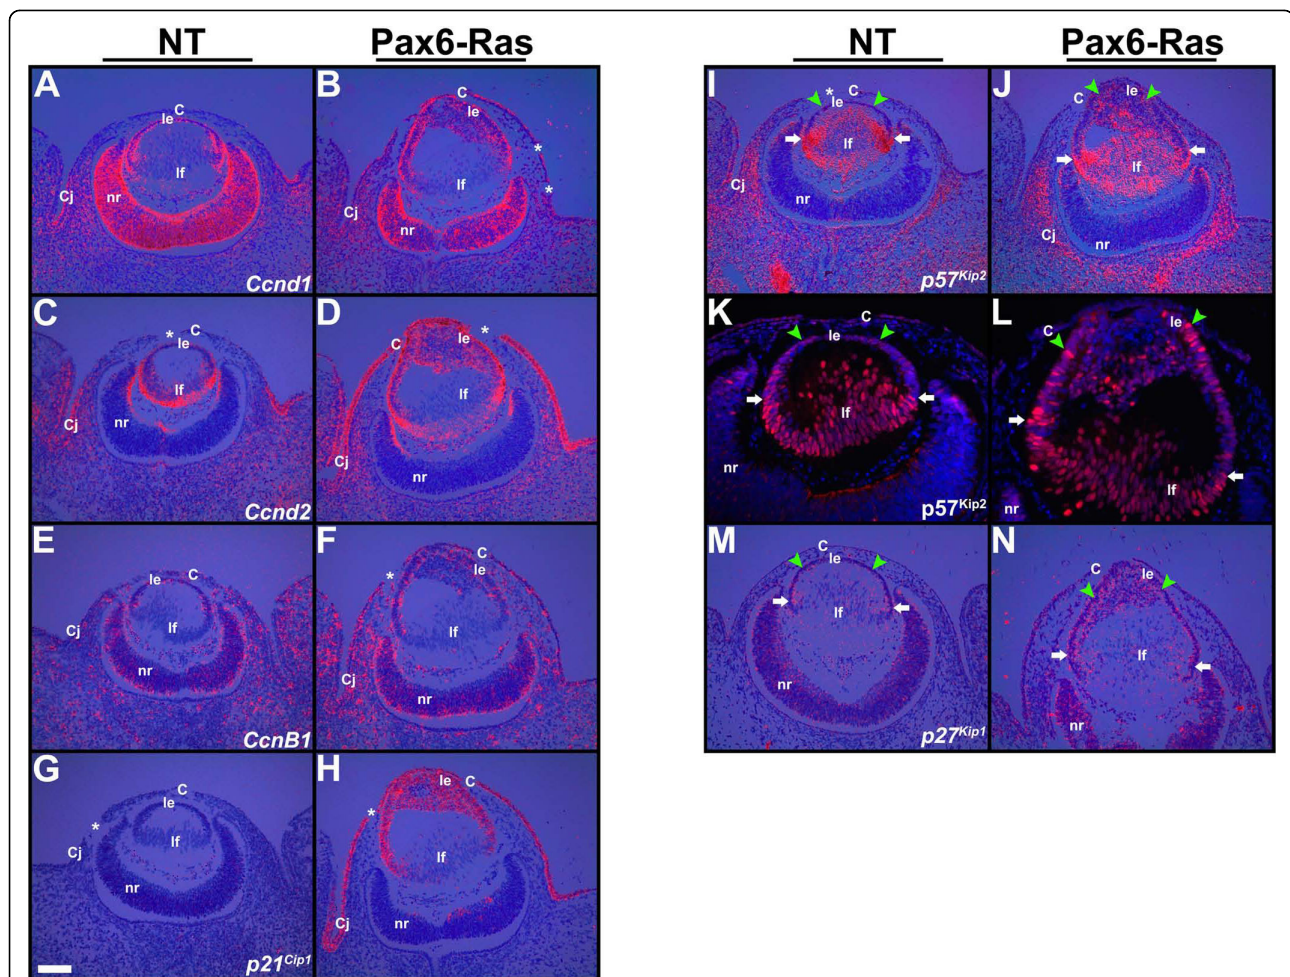 NT Pax6-Ras NT Pax6-Ras
A C le lf Cj nr Ccnd1
B C le * lf * Cj nr
C * C le lf nr Cj Ccnd2
D le * C lf nr Cj
E le C Cj lf nr CcnB1
F C * le lf Cj nr
G C le * lf Cj nr p21Cip1
H le C * lf Cj nr
I * C le lf Cj nr p57Kip2
J le C lf Cj nr
K C le lf nr p57Kip2
L C le lf nr
M C le lf nr p27Kip1
N C le lf nr